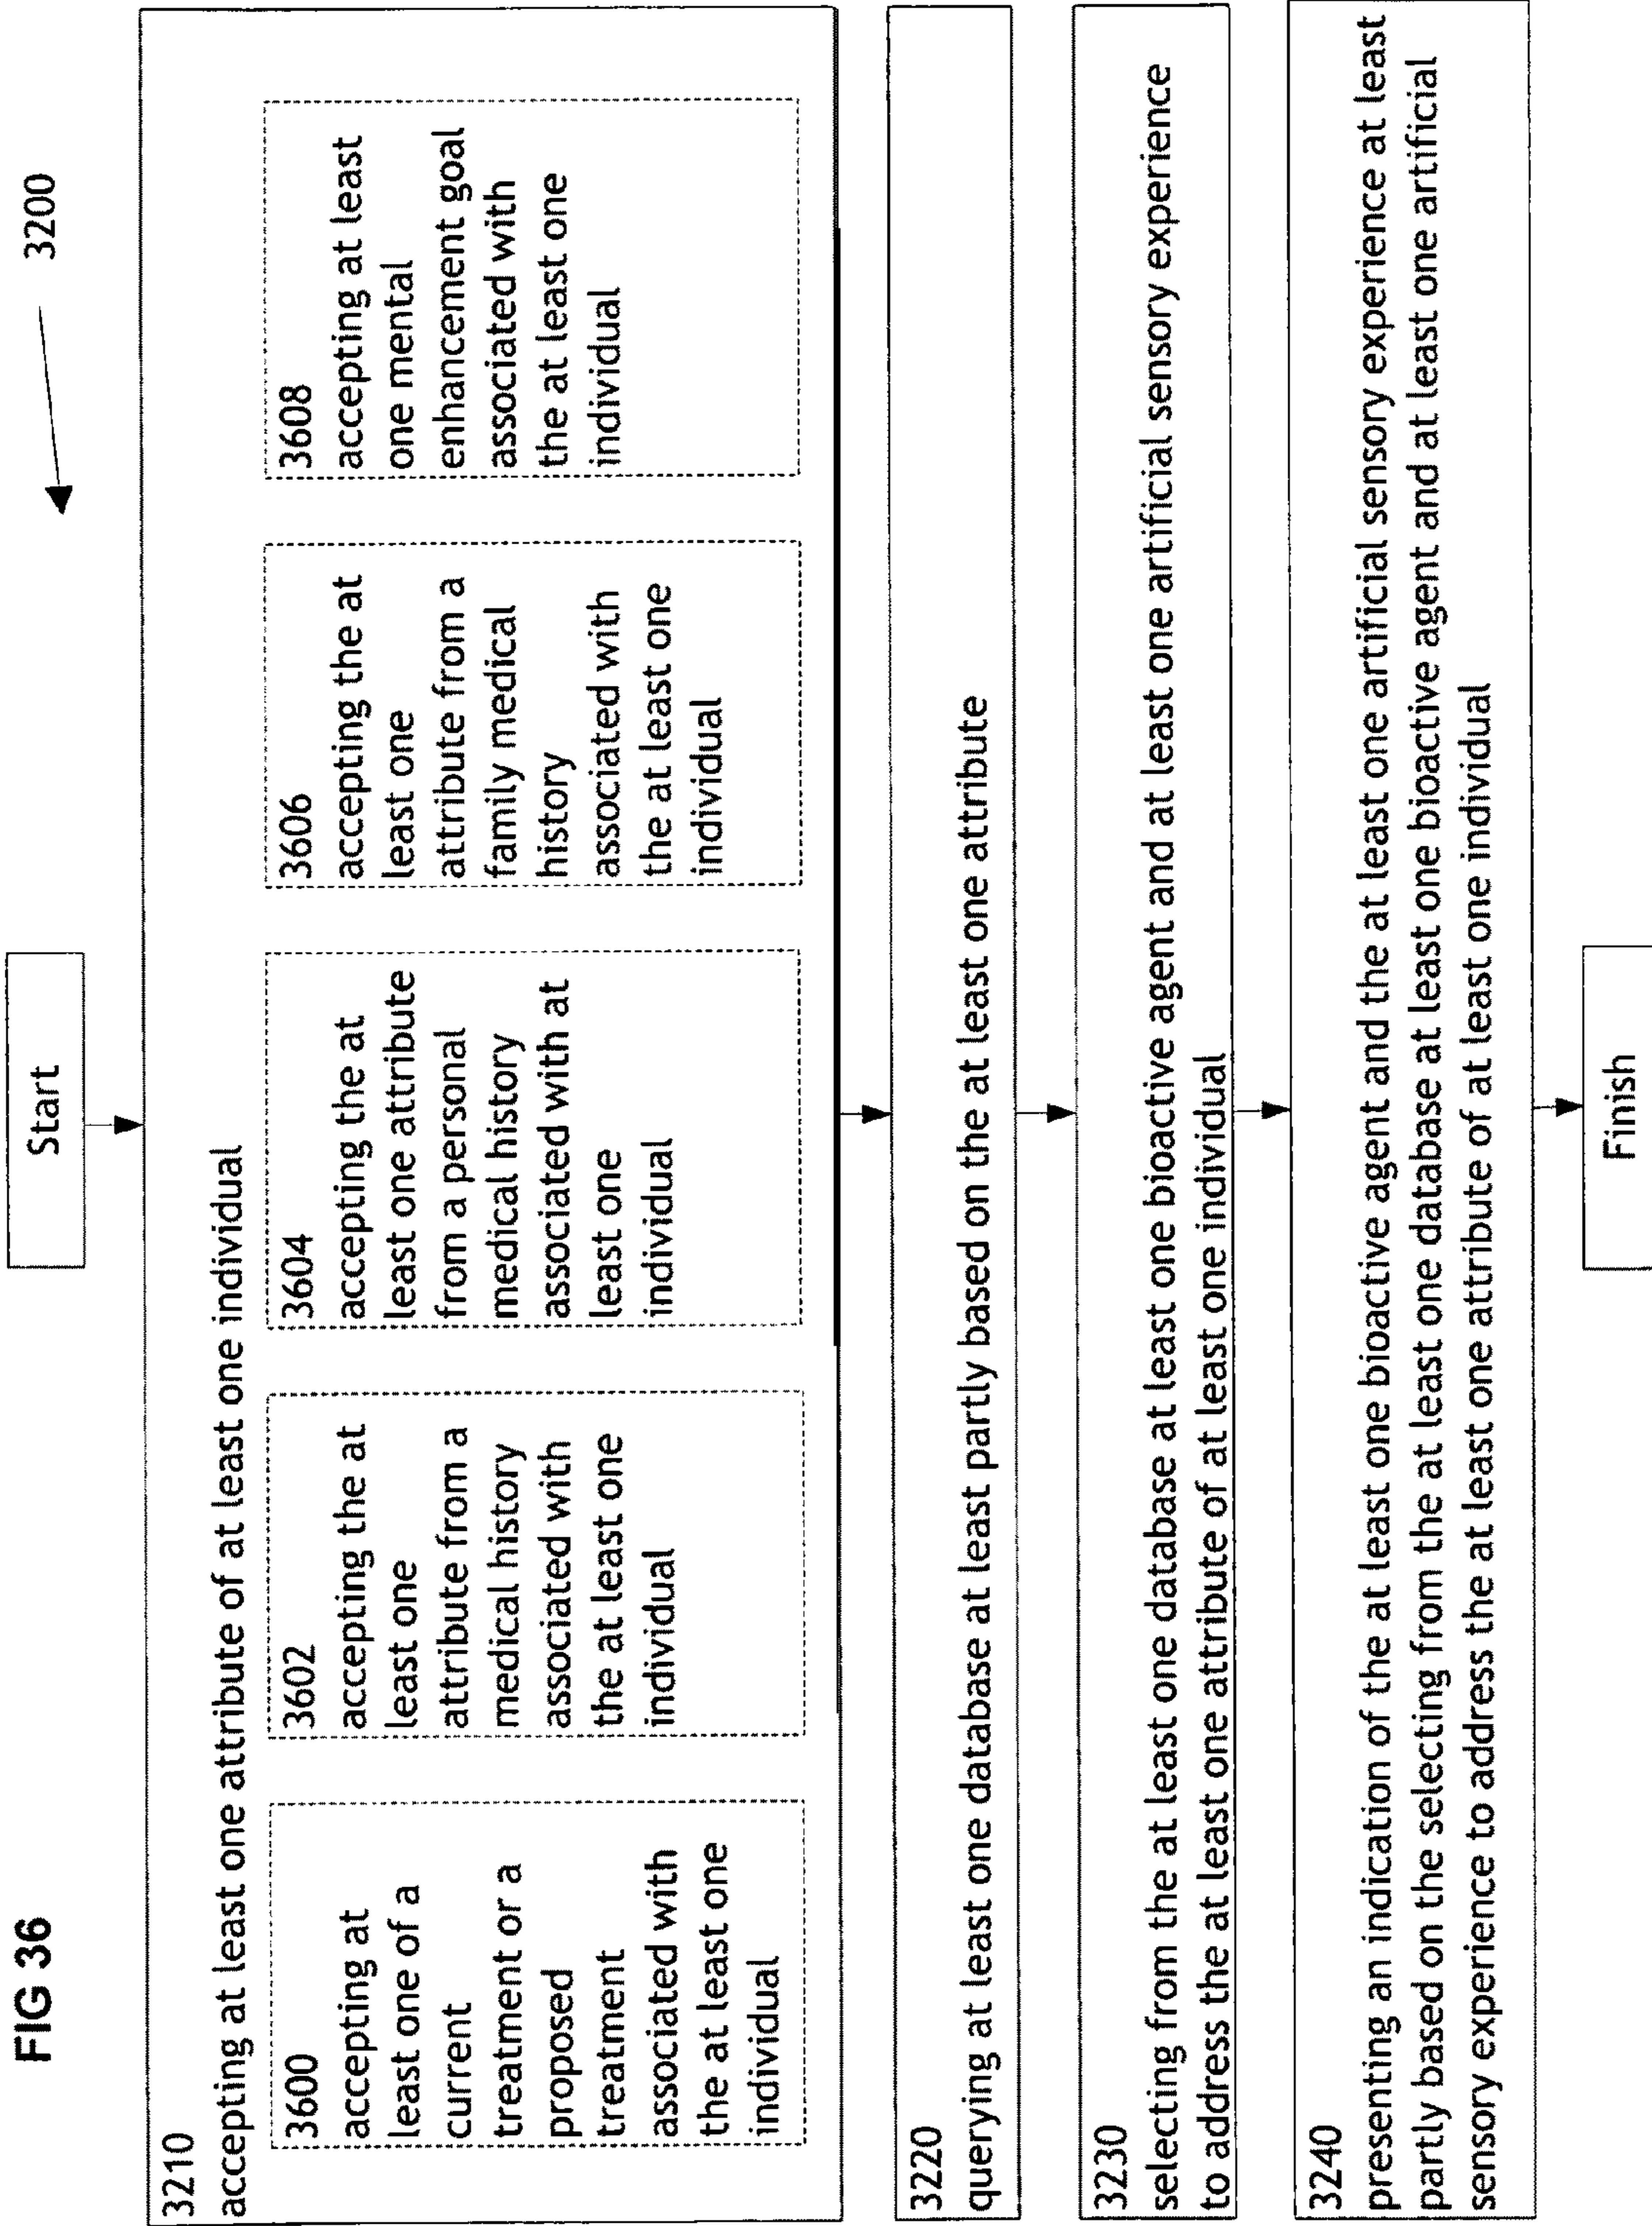 FIG 36
3200
Start
3210
accepting at least one attribute of at least one individual
3600
accepting at
least one of a
current
treatment or a
proposed
treatment
associated with
the at least one
individual
3602
accepting the at
least one
attribute from a
medical history
associated with
the at least one
individual
3604
accepting the at
least one attribute
from a personal
medical history
associated with at
least one
individual
3606
accepting the at
least one
attribute from a
family medical
history
associated with
the at least one
individual
3608
accepting at least
one mental
enhancement goal
associated with
the at least one
individual
3220
querying at least one database at least partly based on the at least one attribute
3230
selecting from the at least one database at least one bioactive agent and at least one artificial sensory experience
to address the at least one attribute of at least one individual
3240
presenting an indication of the at least one bioactive agent and the at least one artificial sensory experience at least
partly based on the selecting from the at least one database at least one bioactive agent and at least one artificial
sensory experience to address the at least one attribute of at least one individual
Finish